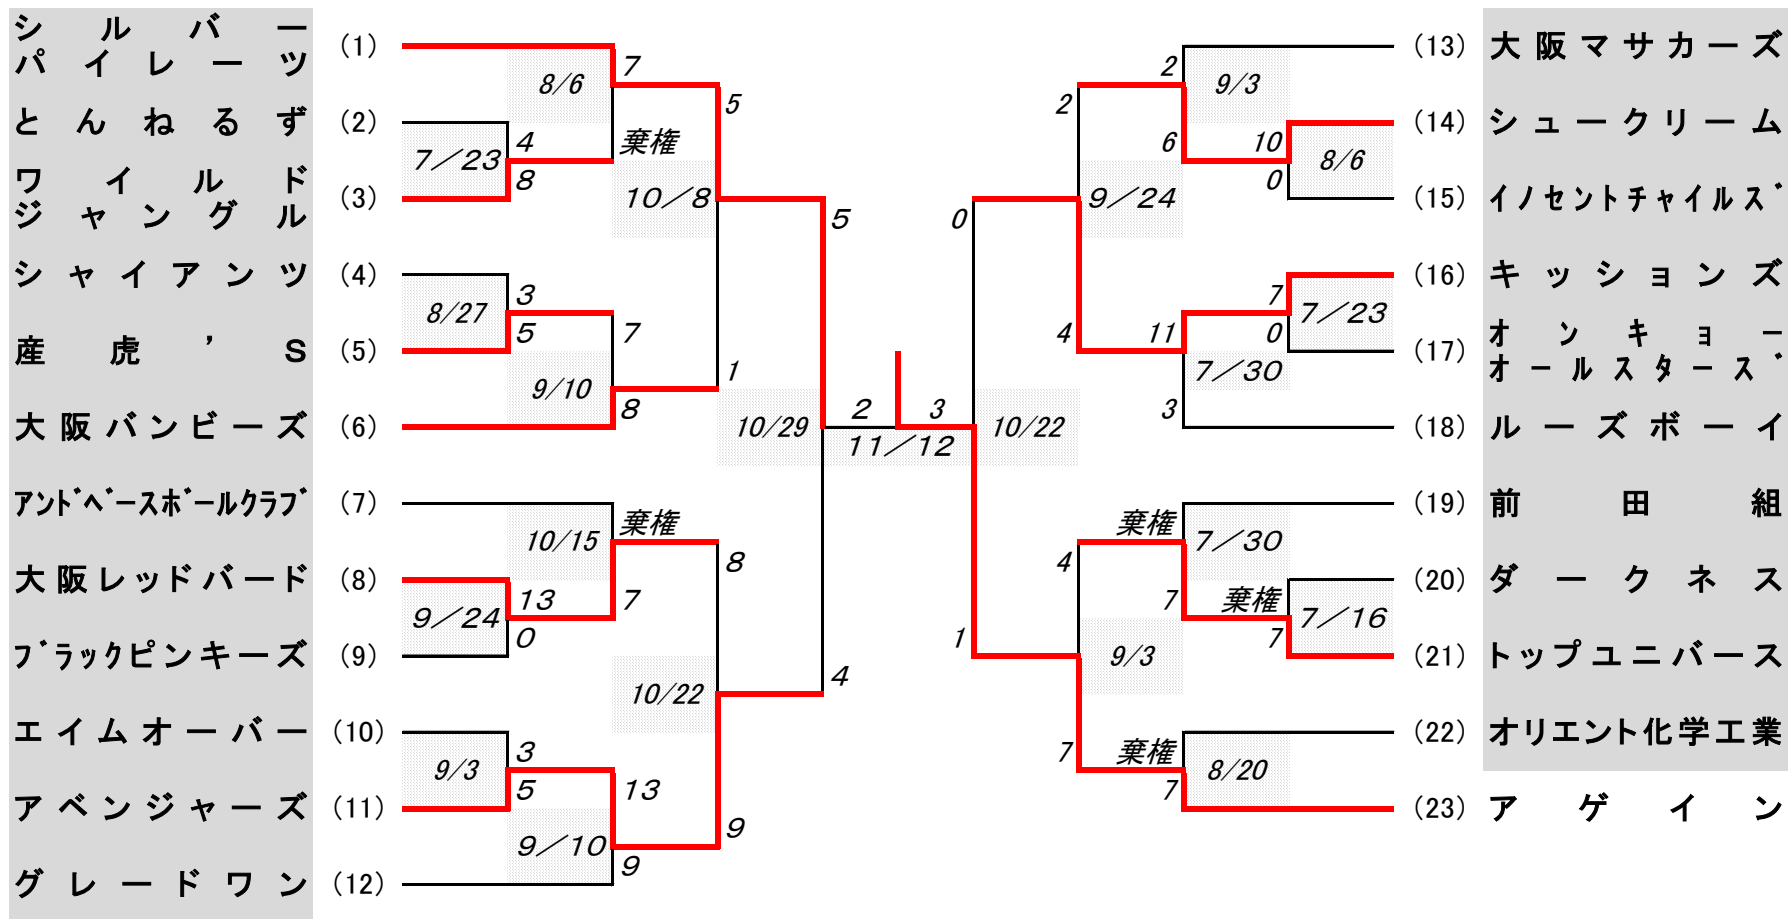 シルバー
パイレーツ
(1)
とんねるず
(2)
ワイルド
ジャングル
(3)
シャイアンツ
(4)
産虎’S
(5)
大阪バンビーズ
(6)
アンドベースボールクラブ
(7)
大阪レッドバード
(8)
ブラックピンキーズ
(9)
エイムオーバー
(10)
アベンジャーズ
(11)
グレードワン
(12)
8/6
7
棄権
7/23
4
8
10/8
5
1
8/27
3
5
9/10
7
8
10/29
5
4
10/15
棄権
7
9/24
13
0
10/22
8
9
9/3
3
5
9/10
13
9
11/12
2
3
10/22
0
1
9/24
2
4
9/3
2
6
8/6
10
0
7/23
7
0
7/30
11
3
9/3
4
7
7/30
棄権
7
7/16
棄権
7
8/20
棄権
7
(13)
大阪マサカーズ
(14)
シュークリーム
(15)
イノセントチャイルズ
(16)
キッションズ
(17)
オンキョー
オールスターズ
(18)
ルーズボーイ
(19)
前田組
(20)
ダークネス
(21)
トップユニバース
(22)
オリエント化学工業
(23)
アゲイン